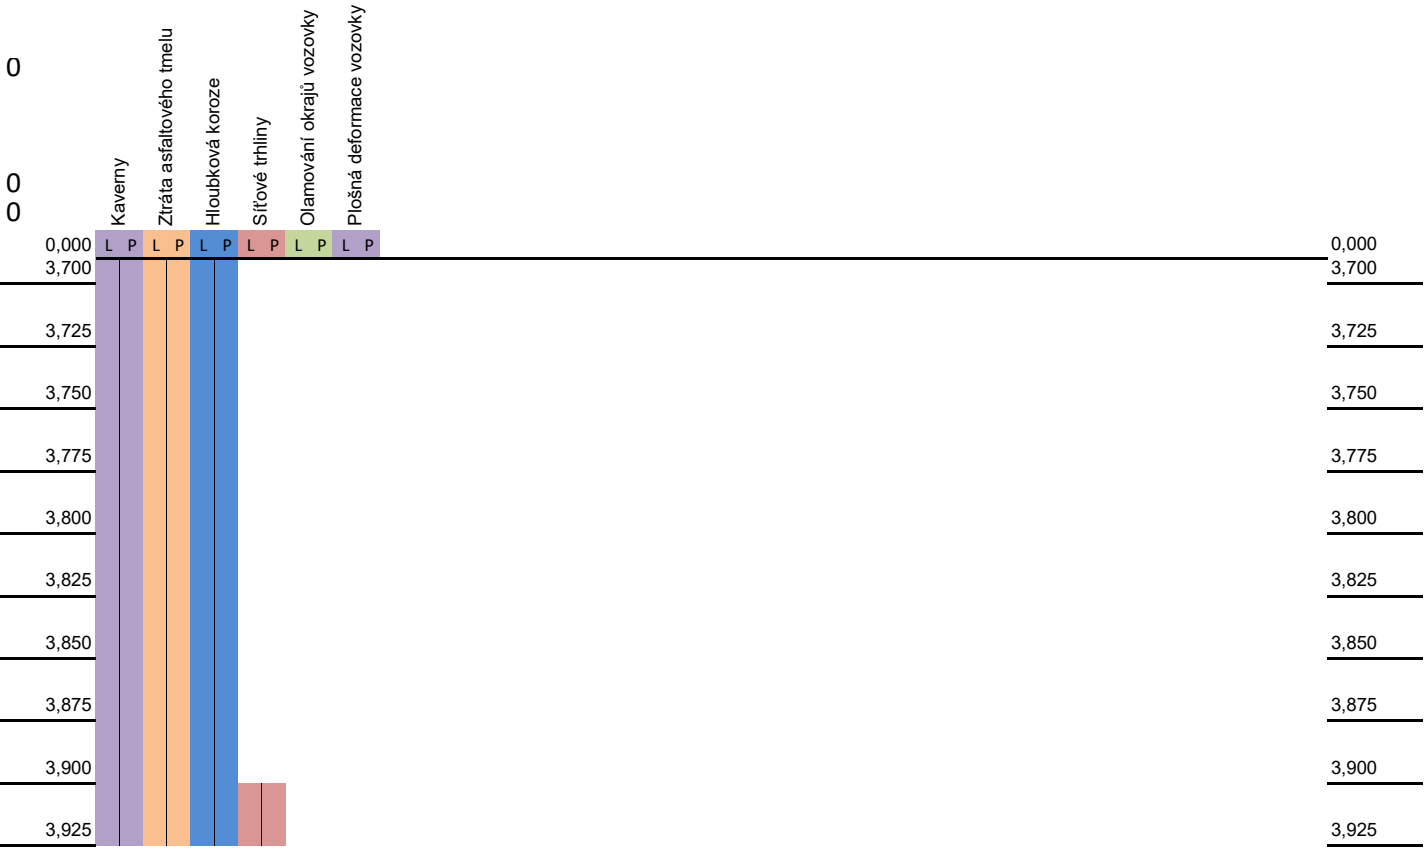 0
0
0
Kaverny
Ztráta asfaltového tmelu
Hloubková koroze
Síťové trhliny
Olamování okrajů vozovky
Plošná deformace vozovky
0,000 L P L P L P L P L P L P 0,000
3,700 3,700
3,725 3,725
3,750 3,750
3,775 3,775
3,800 3,800
3,825 3,825
3,850 3,850
3,875 3,875
3,900 3,900
3,925 3,925